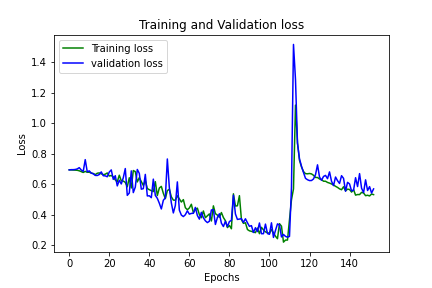 Training and Validation loss
Training loss
validation loss
Loss
1.4
1.2
1.0
0.8
0.6
0.4
0.2
0 20 40 60 80 100 120 140
Epochs